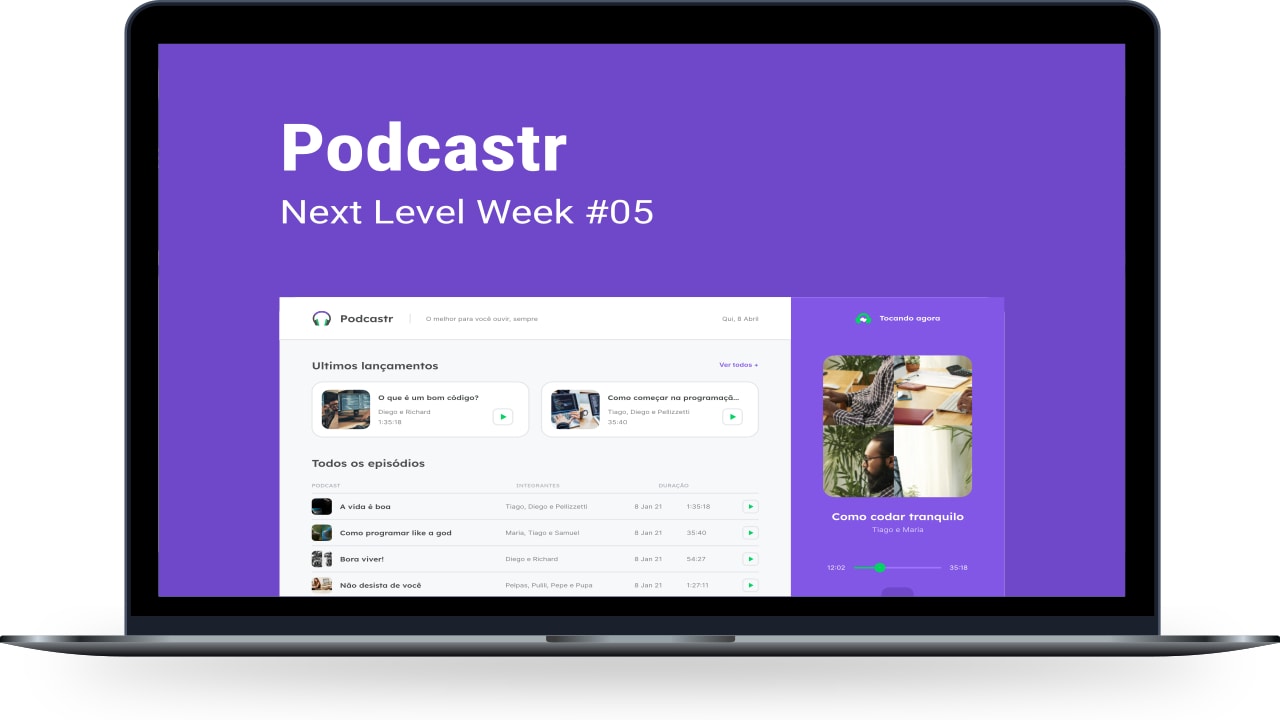 Podcastr
Next Level Week #05
Podcastr
O melhor para você ouvir, sempre
Qui, 8 Abril
Tocando agora
Ultimos lançamentos
Ver todos +
O que é um bom código?
Diego e Richard
1:35:18
Como começar na programaçã...
Tiago, Diego e Pellizzetti
35:40
Todos os episódios
PODCAST INTEGRANTES DURAÇÃO
A vida é boa Tiago, Diego e Pellizzetti 8 Jan 21 1:35:18
Como programar like a god Maria, Tiago e Samuel 8 Jan 21 35:40
Bora viver! Diego e Richard 8 Jan 21 54:27
Não desista de você Peipas, Pulili, Pepe e Pupa 8 Jan 21 1:27:11
Como codar tranquilo
Tiago e Maria
12:02 35:18